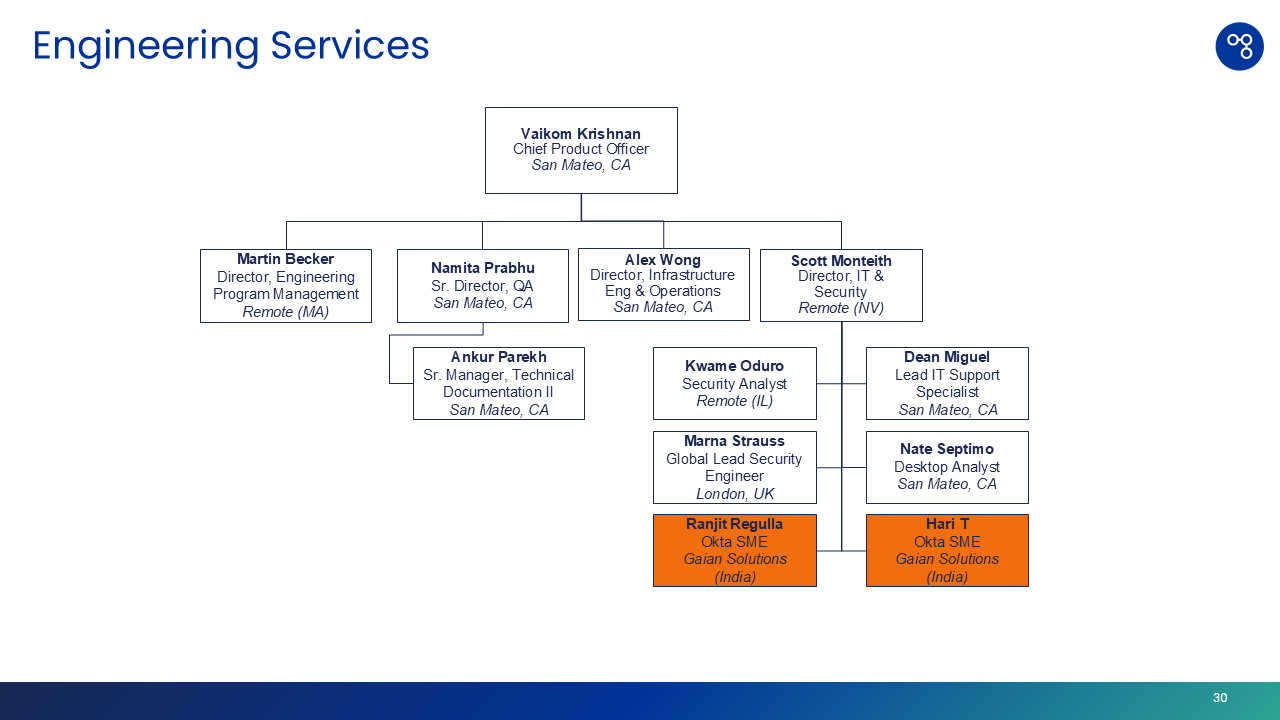 Engineering Services
Vaikom Krishnan
Chief Product Officer
San Mateo, CA
Martin Becker
Director, Engineering
Program Management
Remote (MA)
Namita Prabhu
Sr. Director, QA
San Mateo, CA
Alex Wong
Director, Infrastructure
Eng & Operations
San Mateo, CA
Scott Monteith
Director, IT &
Security
Remote (NV)
Ankur Parekh
Sr. Manager, Technical
Documentation II
San Mateo, CA
Kwame Oduro
Security Analyst
Remote (IL)
Dean Miguel
Lead IT Support
Specialist
San Mateo, CA
Marna Strauss
Global Lead Security
Engineer
London, UK
Nate Septimo
Desktop Analyst
San Mateo, CA
Ranjit Regulla
Okta SME
Gaian Solutions
(India)
Hari T
Okta SME
Gaian Solutions
(India)
30